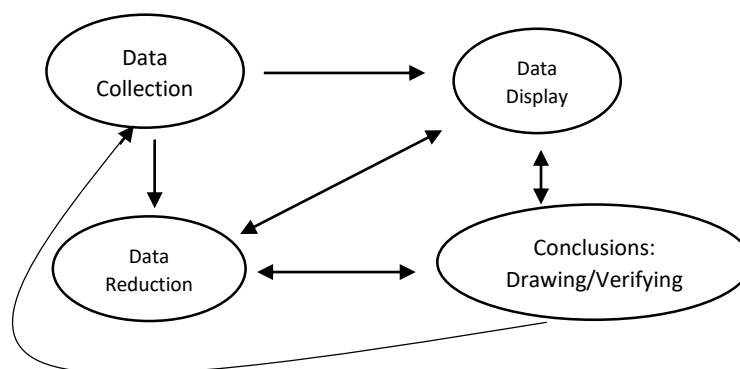 Data
Collection
Data
Display
Data
Reduction
Conclusions:
Drawing/Verifying